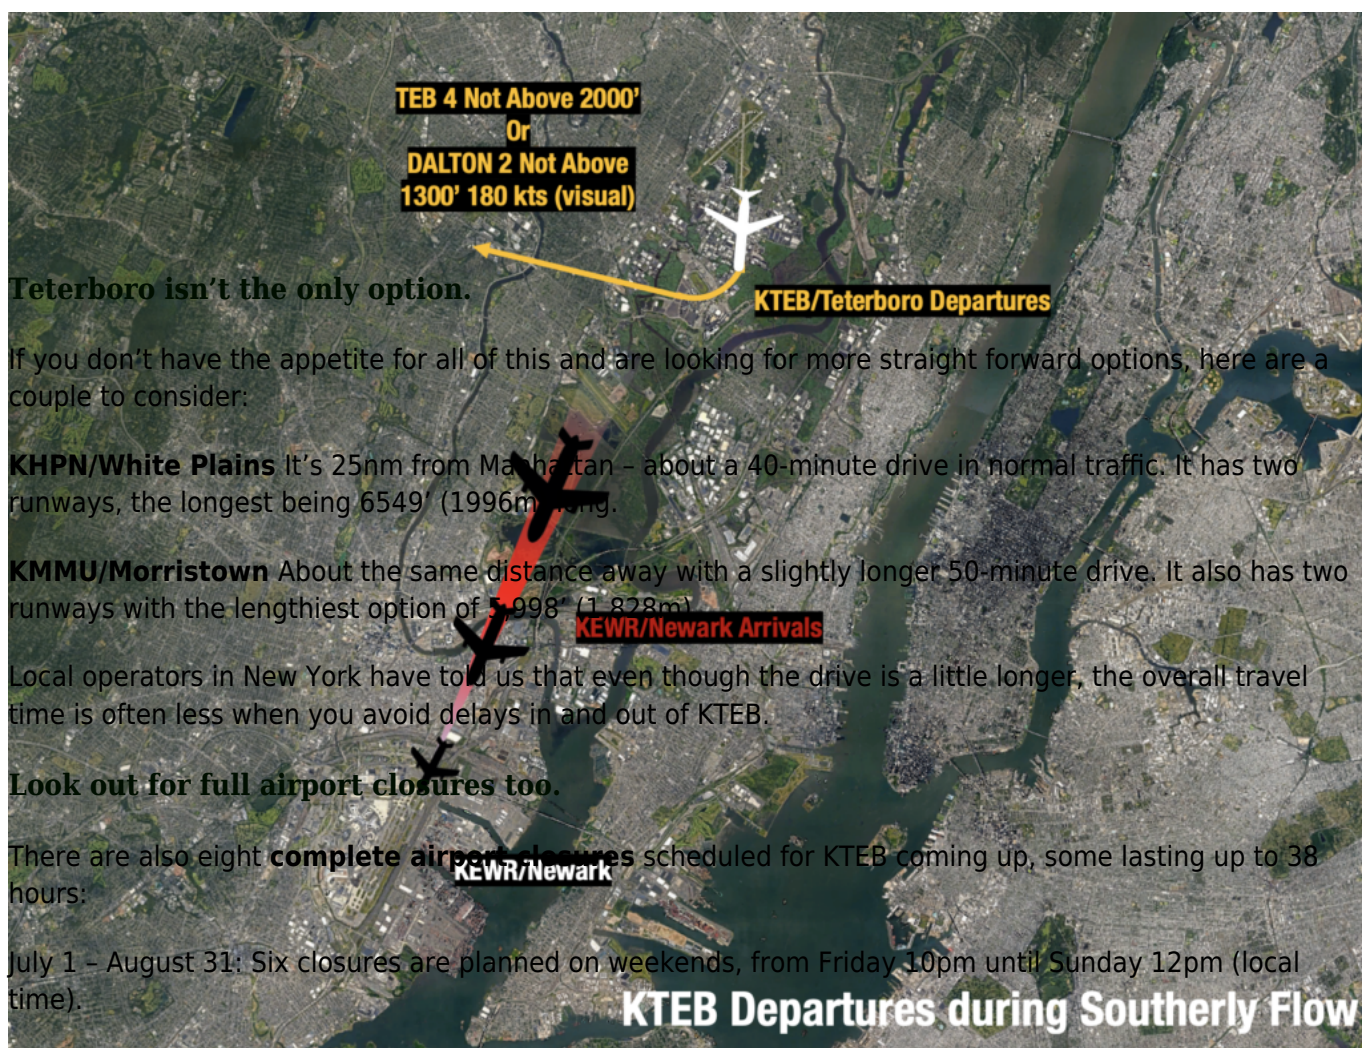 TEB 4 Not Above 2000'
Or
DALTON 2 Not Above
1300' 180 kts (visual)
Teterboro isn't the only option.
KTEB/Teterboro Departures
If you don't have the appetite for all of this and are looking for more straight forward options, here are a
couple to consider:
KHPN/White Plains It's 25nm from Manhattan – about a 40-minute drive in normal traffic. It has two
runways, the longest being 6549' (1996m) long.
KMMU/Morristown About the same distance away with a slightly longer 50-minute drive. It also has two
runways with the lengthiest option of 5,998' (1,828m)
KEWR/Newark Arrivals
Local operators in New York have told us that even though the drive is a little longer, the overall travel
time is often less when you avoid delays in and out of KTEB.
Look out for full airport closures too.
There are also eight complete airport closures scheduled for KTEB coming up, some lasting up to 38
KEWR/Newark
hours:
July 1 – August 31: Six closures are planned on weekends, from Friday 10pm until Sunday 12pm (local
time).
KTEB Departures during Southerly Flow